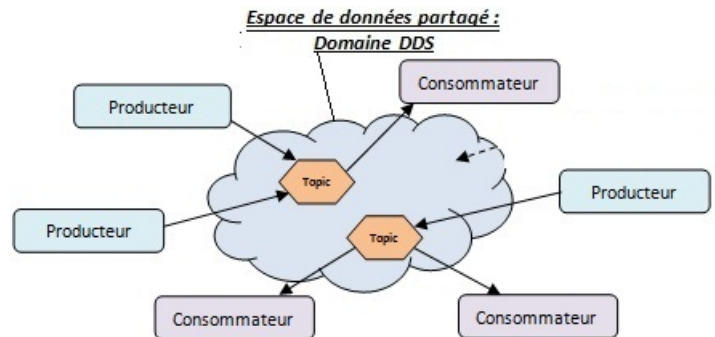 Espace de données partagé :
Domaine DDS
Consommateur
Producteur
Topic
Producteur
Producteur
Topic
Consommateur
Consommateur